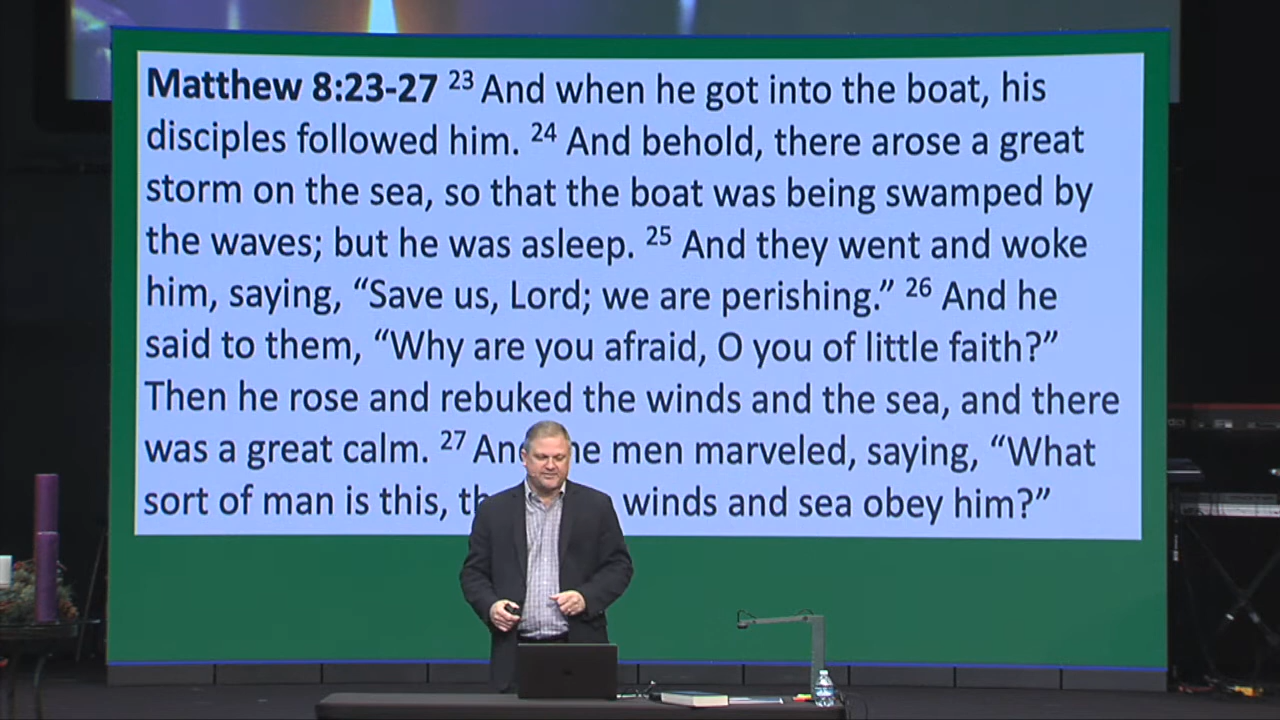 Matthew 8:23-27 23 And when he got into the boat, his
disciples followed him. 24 And behold, there arose a great
storm on the sea, so that the boat was being swamped by
the waves; but he was asleep. 25 And they went and woke
him, saying, “Save us, Lord; we are perishing.” 26 And he
said to them, “Why are you afraid, O you of little faith?”
Then he rose and rebuked the winds and the sea, and there
was a great calm. 27 And the men marveled, saying, “What
sort of man is this, winds and sea obey him?”